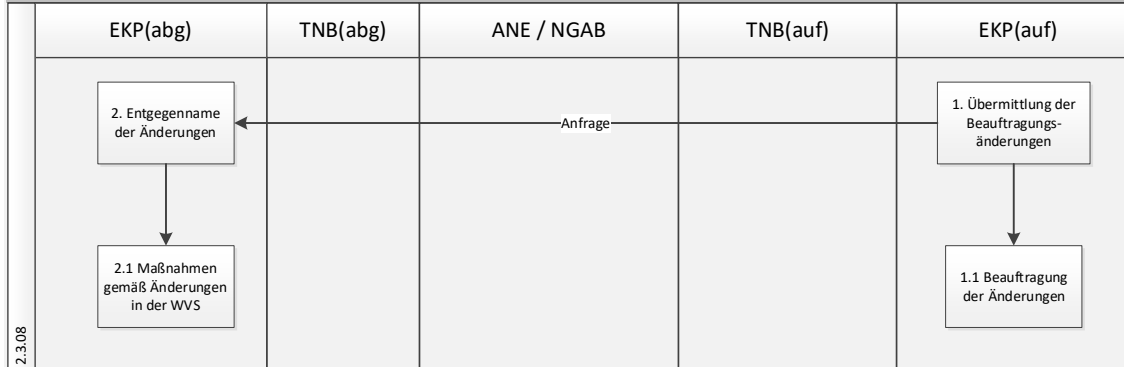 EKP(abg)
TNB(abg)
ANE / NGAB
TNB(auf)
EKP(auf)
2. Entgegenname
der Änderungen
Anfrage
1. Übermittlung der
Beauftragungs-
änderungen
2.1 Maßnahmen
gemäß Änderungen
in der WVS
1.1 Beauftragung
der Änderungen
2.3.08